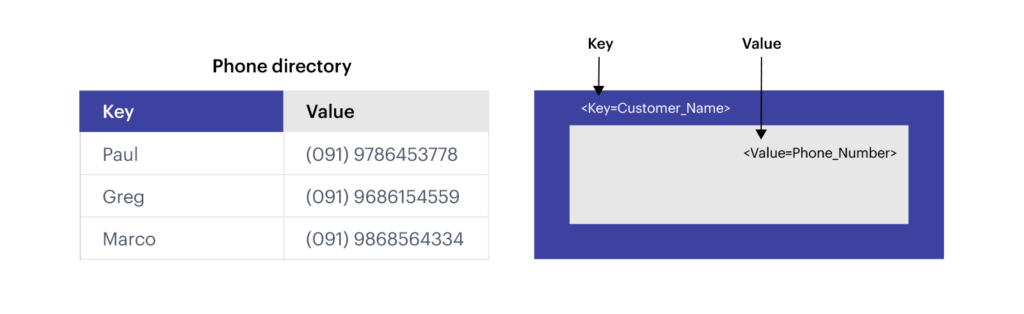 Phone directory
Key Value
Paul (091) 9786453778
Greg (091) 9686154559
Marco (091) 9868564334
Key Value
<Key=Customer_Name>
<Value=Phone_Number>